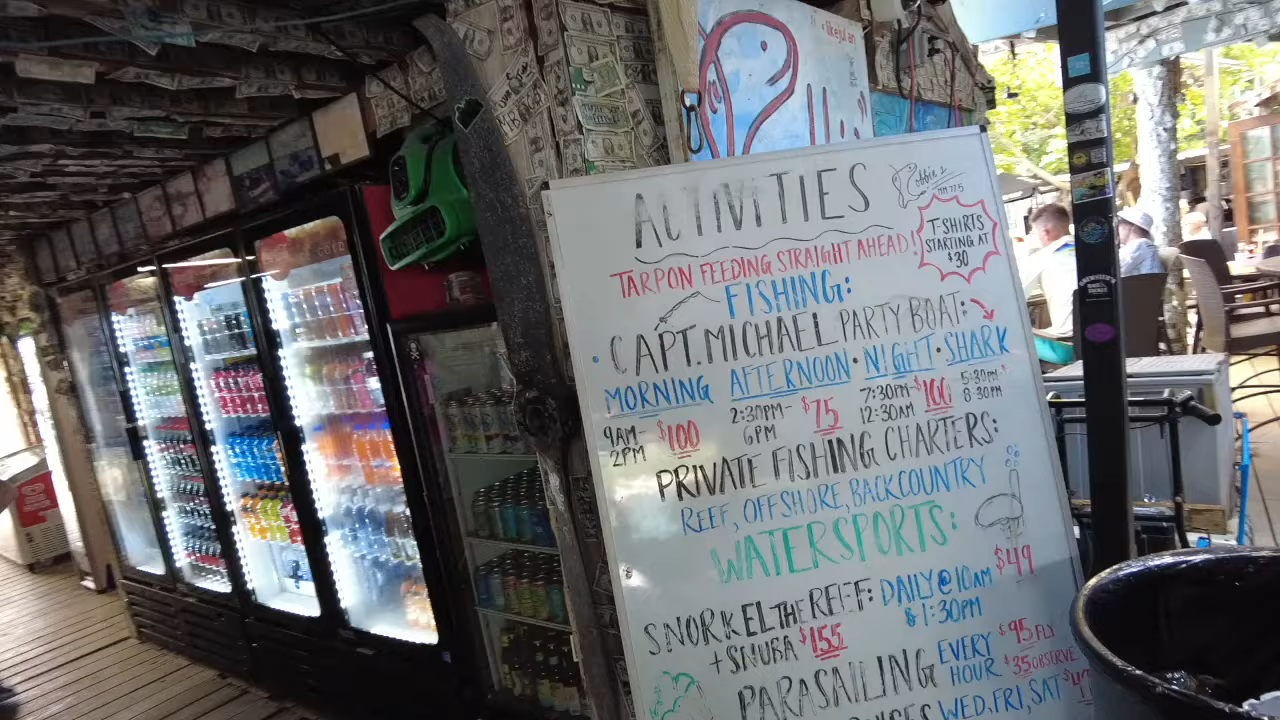 ACTIVITIES
T-SHIRTS
STARTING AT
$30
TARPON FEEDING STRAIGHT AHEAD!
FISHING:
CAPT. MICHAEL PARTY BOAT:
MORNING AFTERNOON · NIGHT · SHARK
9AM-2PM $100
2:30PM-6PM $75
7:30PM-12:30AM $100
5:30PM-8:30PM
PRIVATE FISHING CHARTERS:
REEF, OFFSHORE, BACKCOUNTRY
WATERSPORTS:
SNORKEL THE REEF: DAILY @ 10AM & 1:30PM $49
+ SNUBA $155
PARASAILING EVERY HOUR $95 FLY
$35 OBSERVE
WED, FRI, SAT